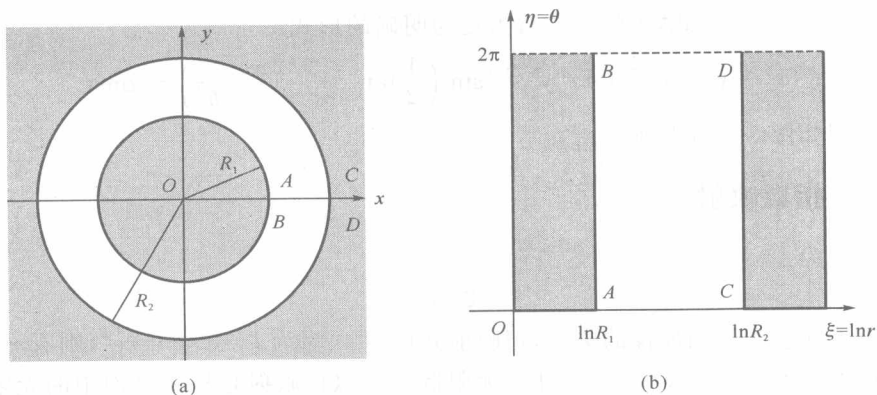 y
R₁
A
C
O
x
B
D
R₂
(a)
η=θ
2π
B
D
A
C
O
lnR₁
lnR₂
ξ=lnr
(b)